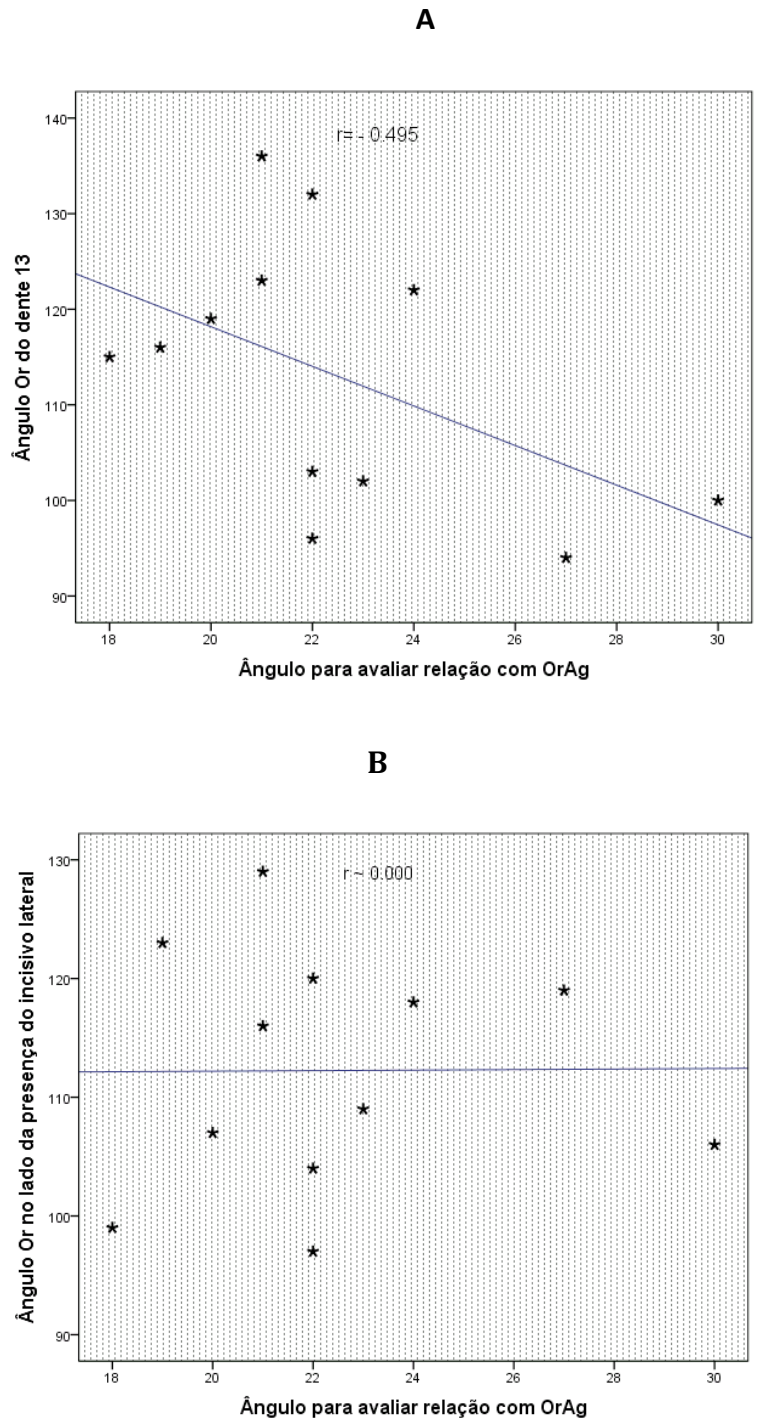 A
r= - 0.495
140
130
120
110
100
90
Ângulo Or do dente 13
18 20 22 24 26 28 30
Ângulo para avaliar relação com OrAg
B
r ~ 0.000
130
120
110
100
90
Ângulo Or no lado da presença do incisivo lateral
18 20 22 24 26 28 30
Ângulo para avaliar relação com OrAg